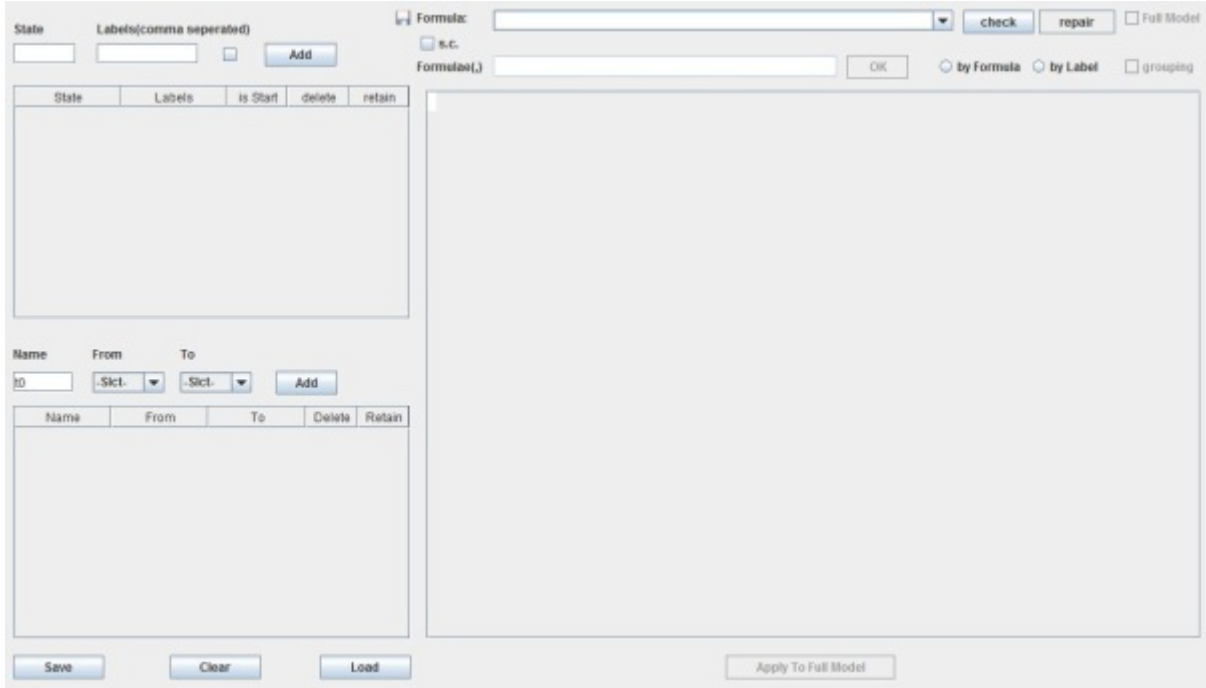 State Labels(comma seperated)
Add
State Labels is Start delete retain
Name From To
t0 -Slct- -Slct- Add
Name From To Delete Retain
Save Clear Load
Formula: check repair Full Model
s.c.
Formulae(,) OK by Formula by Label grouping
Apply To Full Model